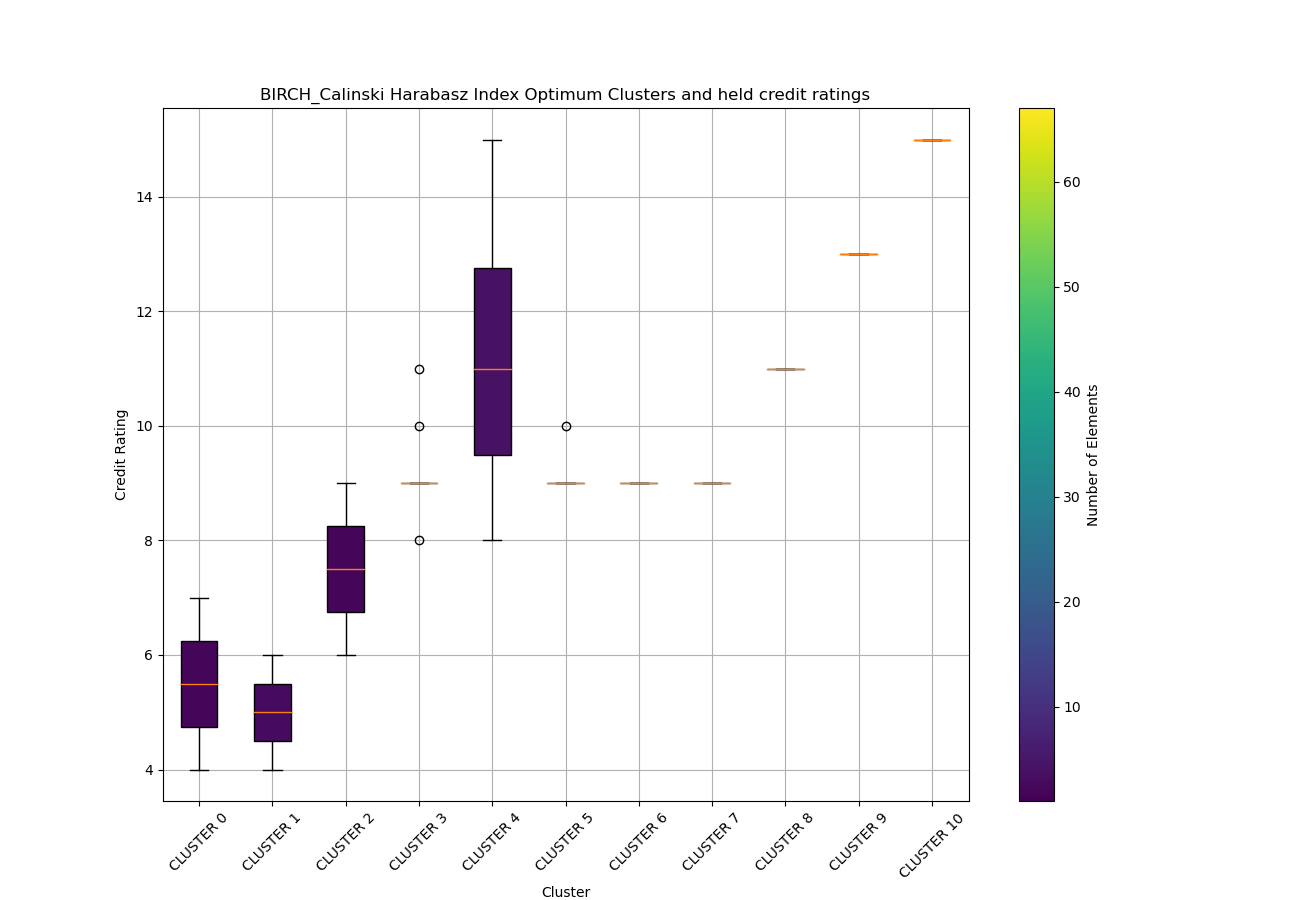 BIRCH_Calinski Harabasz Index Optimum Clusters and held credit ratings
14
12
10
8
6
4
Credit Rating
CLUSTER 0
CLUSTER 1
CLUSTER 2
CLUSTER 3
CLUSTER 4
CLUSTER 5
CLUSTER 6
CLUSTER 7
CLUSTER 8
CLUSTER 9
CLUSTER 10
Cluster
60
50
40
30
20
10
Number of Elements